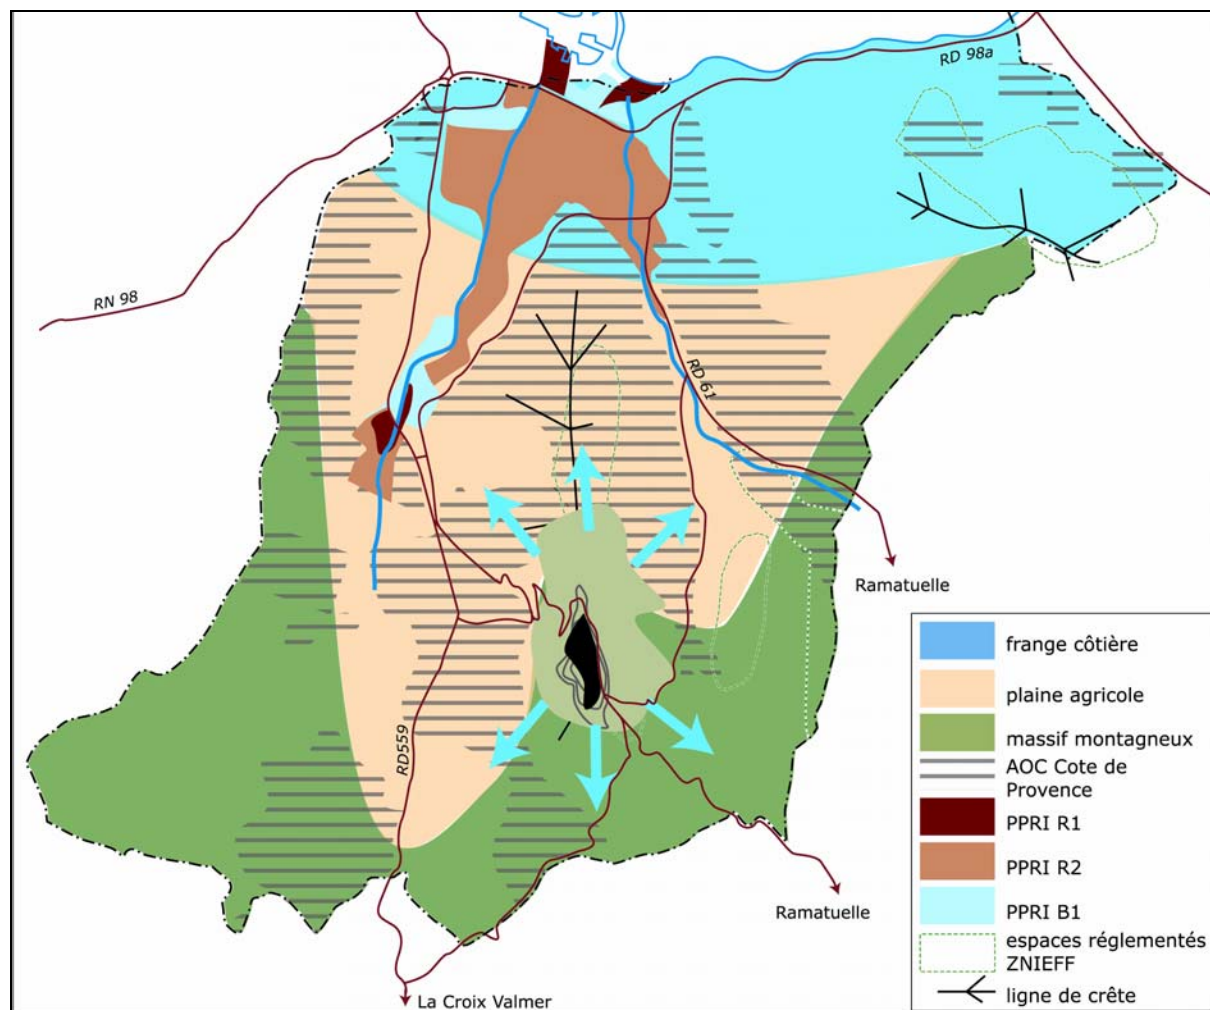 RD 98a
RN 98
RD 61
Ramatuelle
RD559
Ramatuelle
La Croix Valmer
frange côtière
plaine agricole
massif montagneux
AOC Cote de
Provence
PPRI R1
PPRI R2
PPRI B1
espaces réglementés
ZNIEFF
ligne de crête